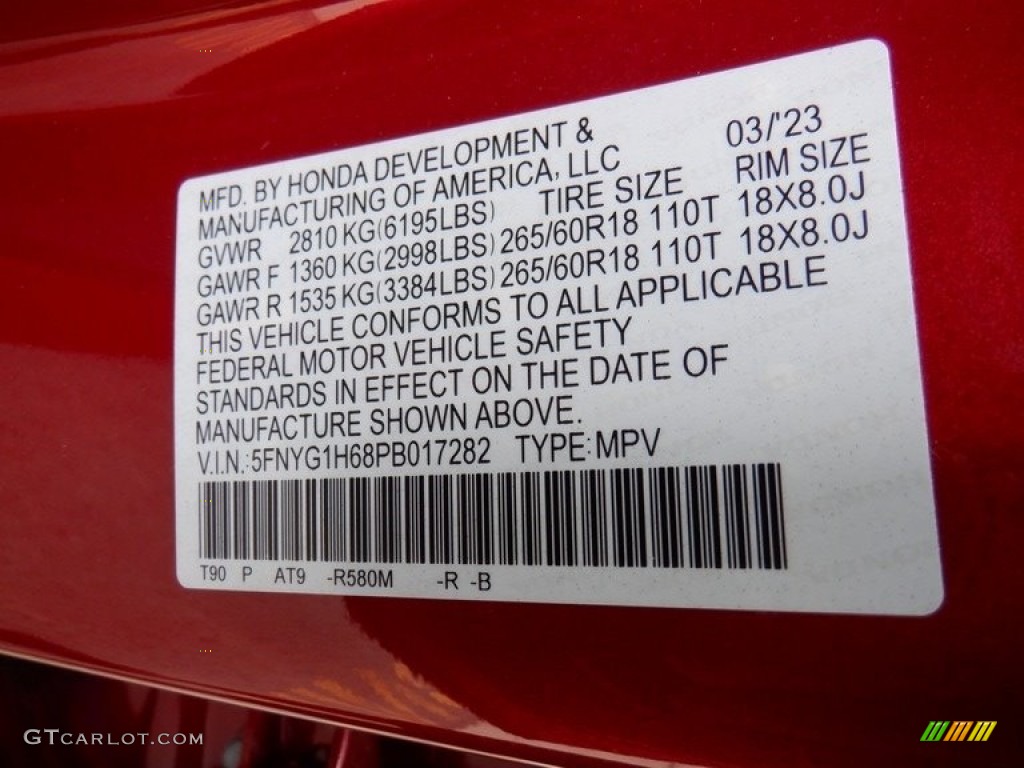 03/'23
MFD. BY HONDA DEVELOPMENT &
MANUFACTURING OF AMERICA, LLC
GVWR 2810 KG(6195LBS) TIRE SIZE RIM SIZE
GAWR F 1360 KG(2998LBS) 265/60R18 110T 18X8.0J
GAWR R 1535 KG(3384LBS) 265/60R18 110T 18X8.0J
THIS VEHICLE CONFORMS TO ALL APPLICABLE
FEDERAL MOTOR VEHICLE SAFETY
STANDARDS IN EFFECT ON THE DATE OF
MANUFACTURE SHOWN ABOVE.
V.I.N.:5FNYG1H68PB017282 TYPE:MPV
T90 P AT9 -R580M -R -B
GTCARLOT.COM